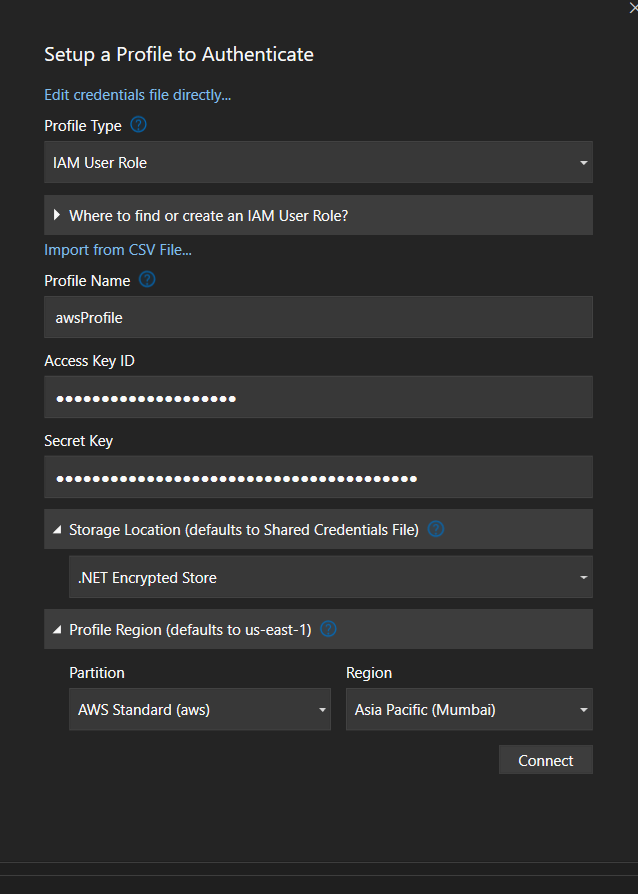 Setup a Profile to Authenticate
Edit credentials file directly...
Profile Type ?
IAM User Role
Where to find or create an IAM User Role?
Import from CSV File...
Profile Name ?
awsProfile
Access Key ID
••••••••••••••••••••
Secret Key
••••••••••••••••••••••••••••••••••••••••
Storage Location (defaults to Shared Credentials File) ?
.NET Encrypted Store
Profile Region (defaults to us-east-1) ?
Partition Region
AWS Standard (aws) Asia Pacific (Mumbai)
Connect